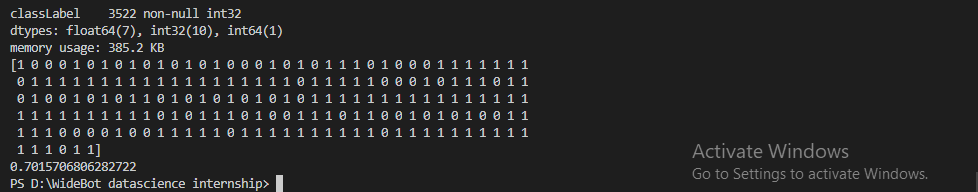 classLabel    3522 non-null int32
dtypes: float64(7), int32(10), int64(1)
memory usage: 385.2 KB
[1 0 0 0 1 0 1 0 1 0 1 0 1 0 1 0 0 0 1 0 1 0 1 1 1 0 1 0 0 0 1 1 1 1 1 1 1
 0 1 1 1 1 1 1 1 1 1 1 1 1 1 1 1 1 0 1 1 1 1 1 0 0 0 1 0 1 1 1 0 1 1
 0 1 0 0 1 0 1 0 1 1 0 1 0 1 0 1 0 1 1 0 1 0 1 1 1 1 1 1 1 1 1 1 1 1 1 1 1
 1 1 1 1 1 1 1 0 1 0 1 1 0 1 0 1 1 1 0 1 0 1 0 0 1 1 1 0 1 0 1 0 1 0 0 1 1
 1 1 1 0 0 0 0 1 0 0 1 1 1 1 1 1 0 1 1 1 1 1 1 1 1 1 1 0 1 1 1 1 1 1 1 1 1
 1 1 1 0 1 1]
0.7015706806282722
PS D:\WideBot datascience internship>
Activate Windows
Go to Settings to activate Windows.